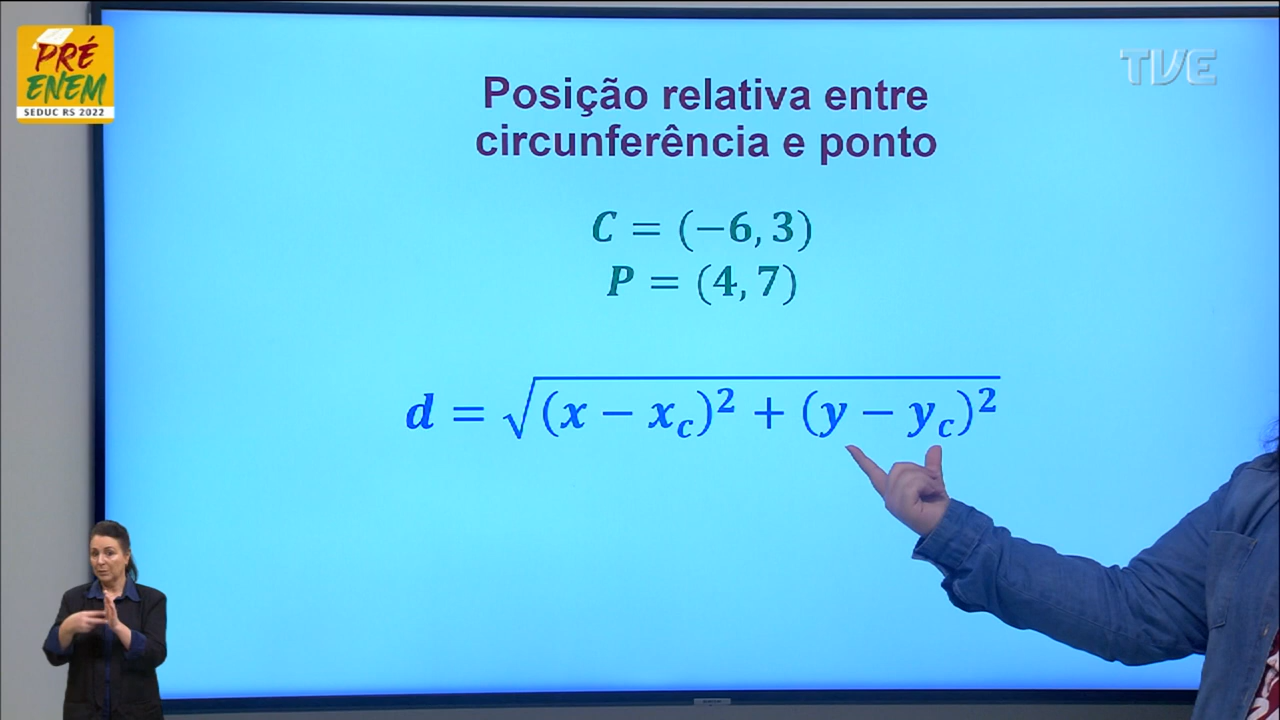 PRÉ
ENEM
SEDUC RS 2022
TVE
Posição relativa entre
circunferência e ponto
C = (−6, 3)
P = (4, 7)
d = √(x − x_c)² + (y − y_c)²